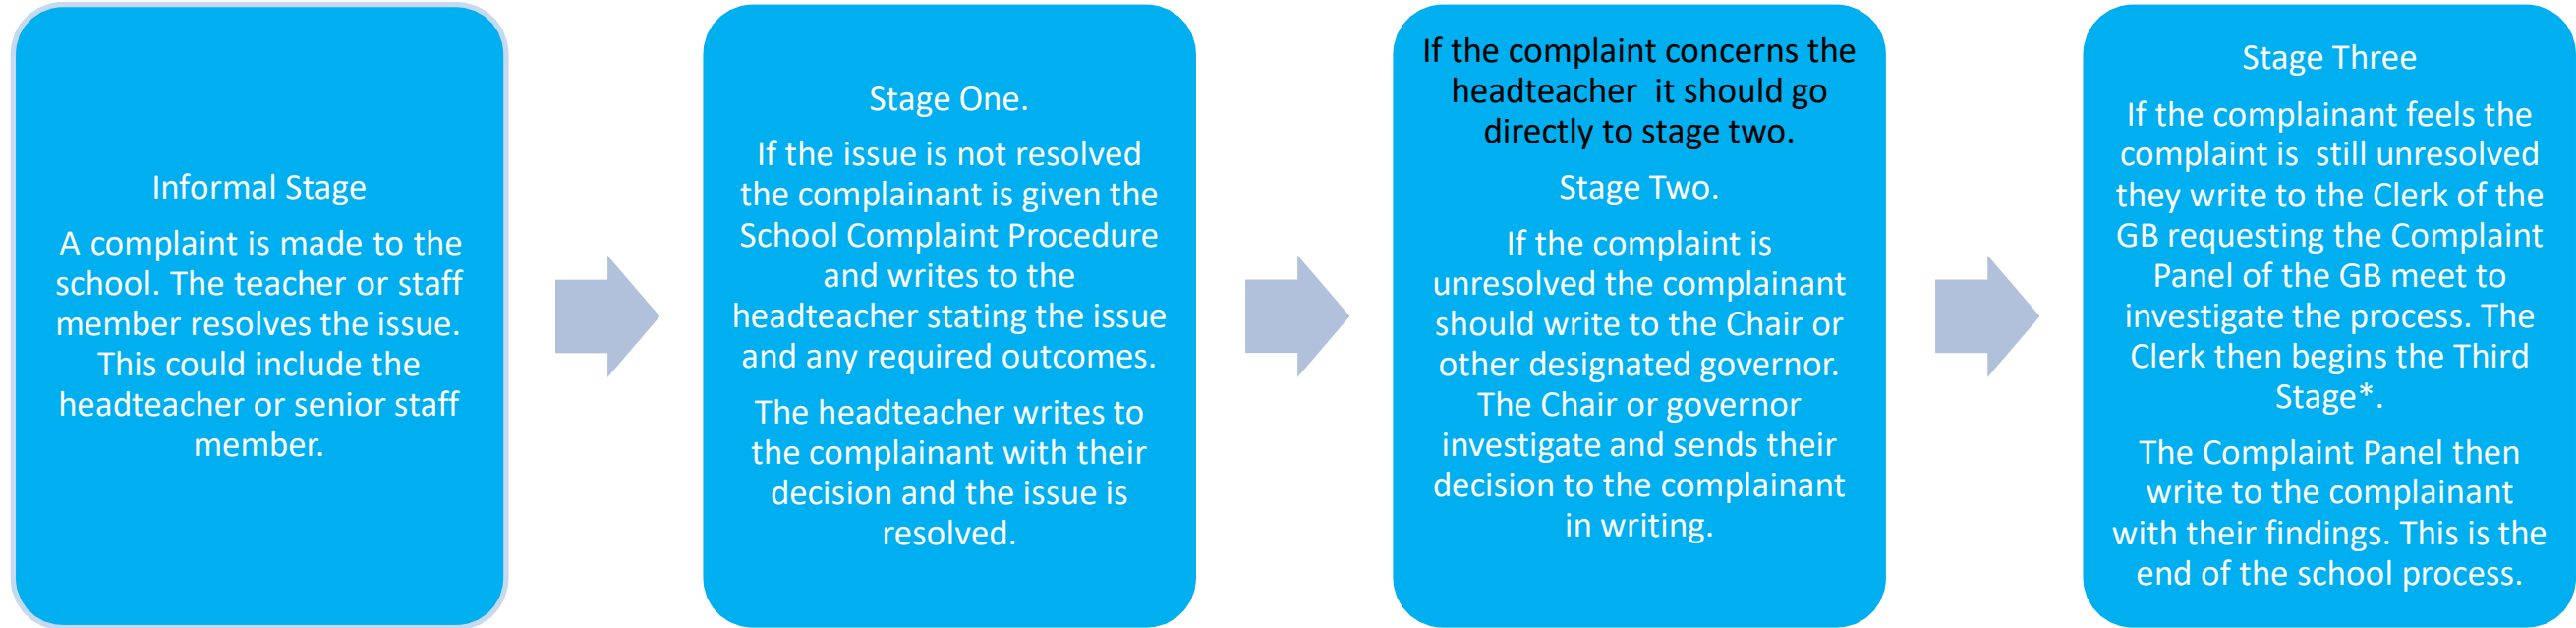 Informal Stage
A complaint is made to the
school. The teacher or staff
member resolves the issue.
This could include the
headteacher or senior staff
member.
Stage One.
If the issue is not resolved
the complainant is given the
School Complaint Procedure
and writes to the
headteacher stating the issue
and any required outcomes.
The headteacher writes to
the complainant with their
decision and the issue is
resolved.
If the complaint concerns the
headteacher it should go
directly to stage two.
Stage Two.
If the complaint is
unresolved the complainant
should write to the Chair or
other designated governor.
The Chair or governor
investigate and sends their
decision to the complainant
in writing.
Stage Three
If the complainant feels the
complaint is still unresolved
they write to the Clerk of the
GB requesting the Complaint
Panel of the GB meet to
investigate the process. The
Clerk then begins the Third
Stage*.
The Complaint Panel then
write to the complainant
with their findings. This is the
end of the school process.